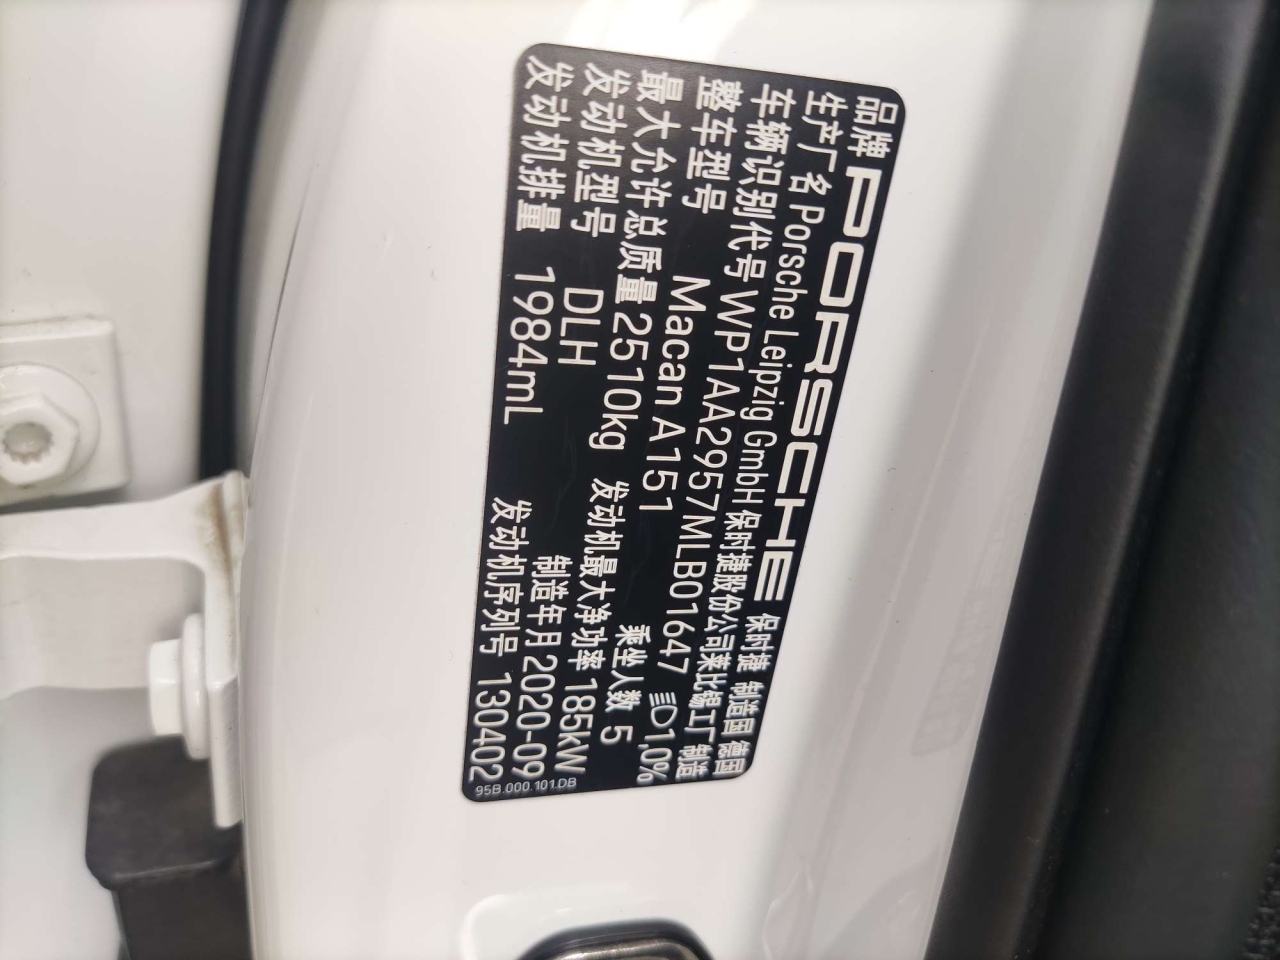 品牌 PORSCHE 保时捷 制造国 德国
生产厂名 Porsche Leipzig GmbH 保时捷股份公司莱比锡工厂 制造
车辆识别代号 WP1AA2957MLB01647 1,0%
整车型号 Macan A151
最大允许总质量 2510kg 乘坐人数 5
发动机型号 DLH 发动机最大净功率 185kW
制造年月 2020-09
发动机排量 1984mL 发动机序列号 130402
95B.000.101.DB